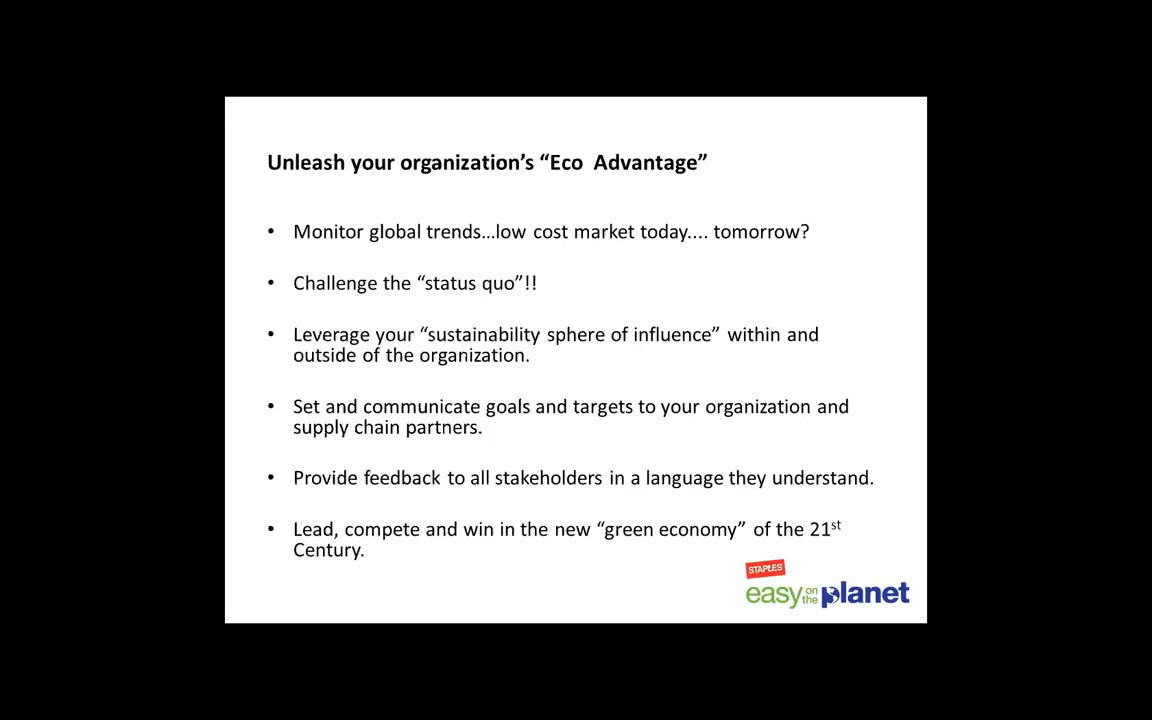 Unleash your organization’s “Eco  Advantage”
• Monitor global trends…low cost market today.... tomorrow?
• Challenge the “status quo”!!
• Leverage your “sustainability sphere of influence” within and
outside of the organization.
• Set and communicate goals and targets to your organization and
supply chain partners.
• Provide feedback to all stakeholders in a language they understand.
• Lead, compete and win in the new “green economy” of the 21st
Century.
STAPLES
easy on the planet